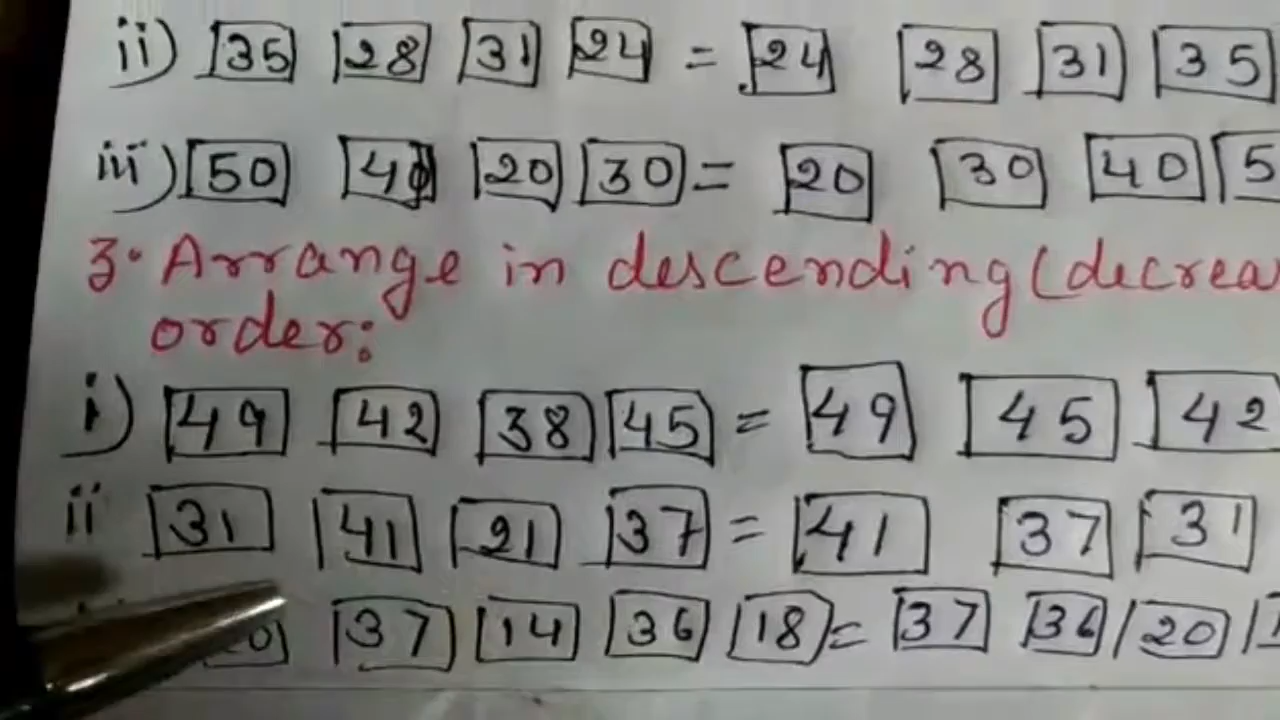 ii) 35 28 31 24 = 24 28 31 35
iii) 50 40 20 30 = 20 30 40 5
3. Arrange in descending (decrea
order:
i) 49 42 38 45 = 49 45 42
ii 31 41 21 37 = 41 37 31
37 14 36 18 = 37 36 20